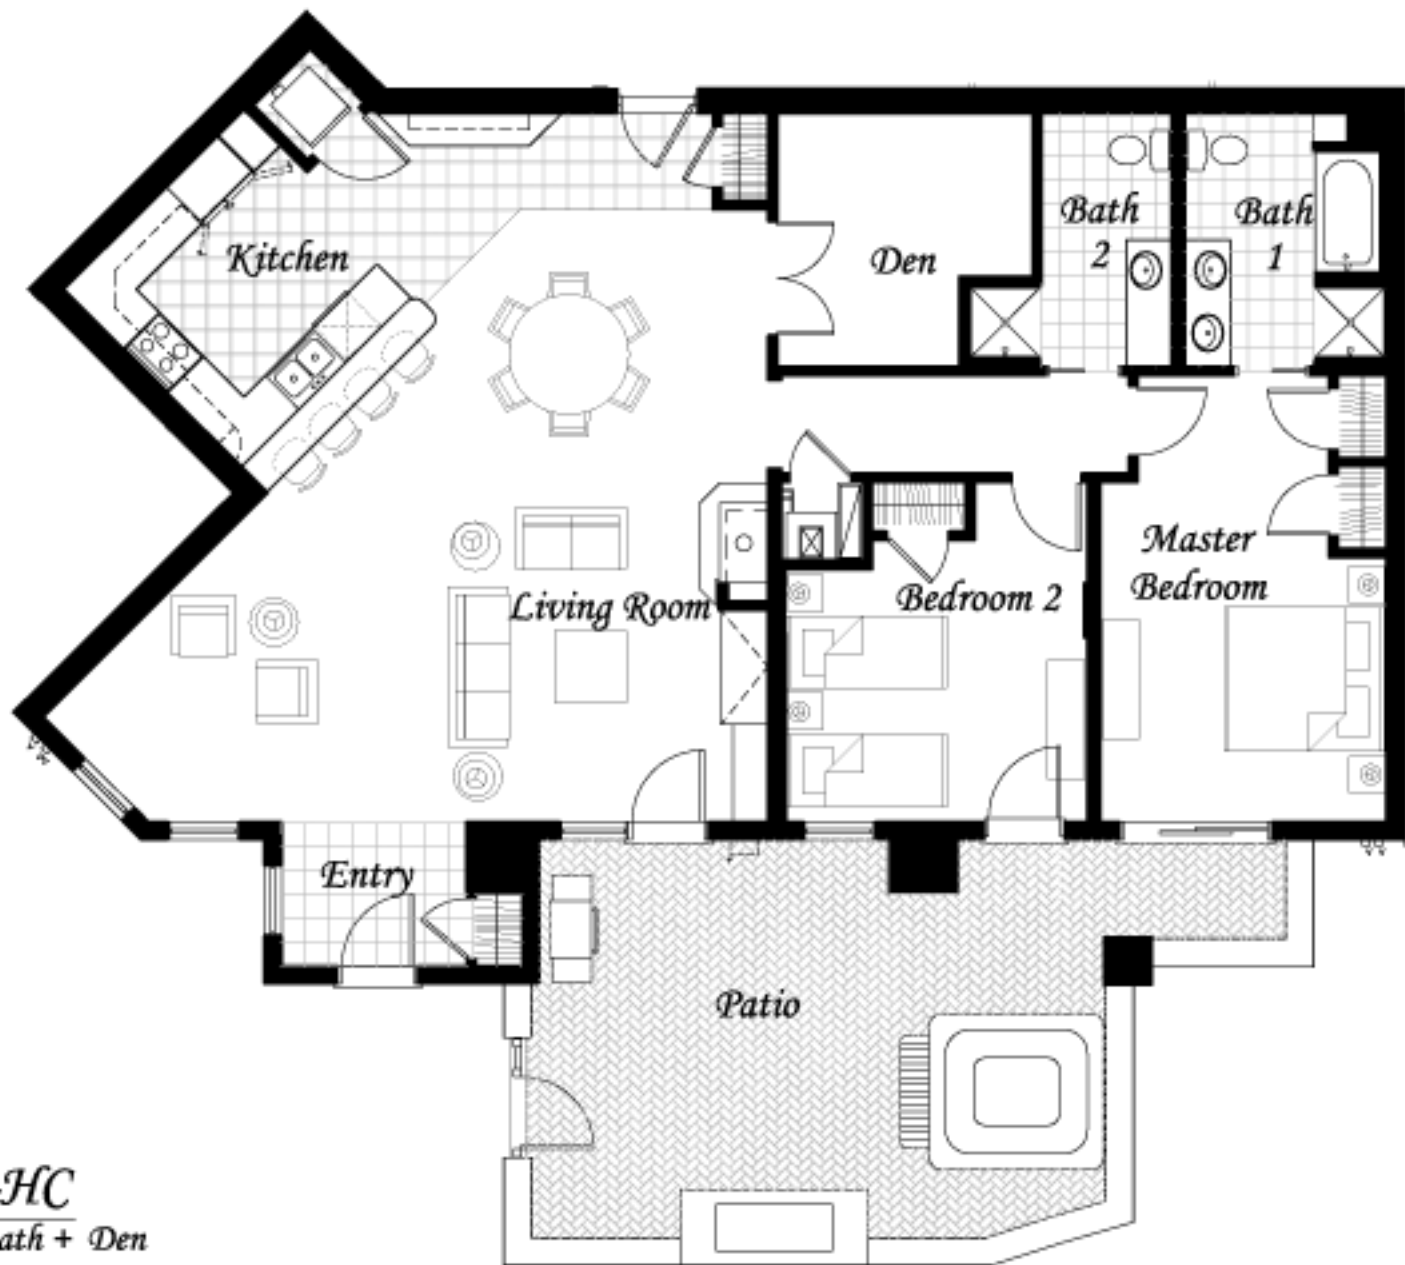 Kitchen
Den
Bath
2
Bath
1
Master
Bedroom
Living Room
Bedroom 2
Entry
Patio
HC
ath + Den